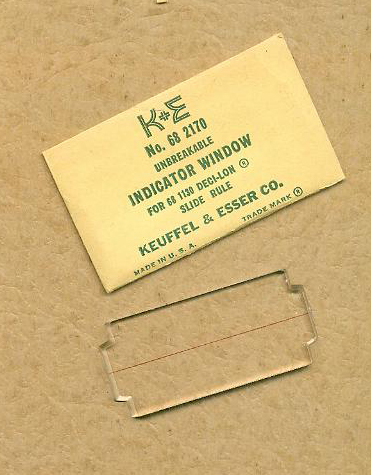 K+E
No. 68 2170
UNBREAKABLE
INDICATOR WINDOW
FOR 68 1130 DECI-LON ®
SLIDE RULE
KEUFFEL & ESSER CO.
MADE IN U. S. A. TRADE MARK ®